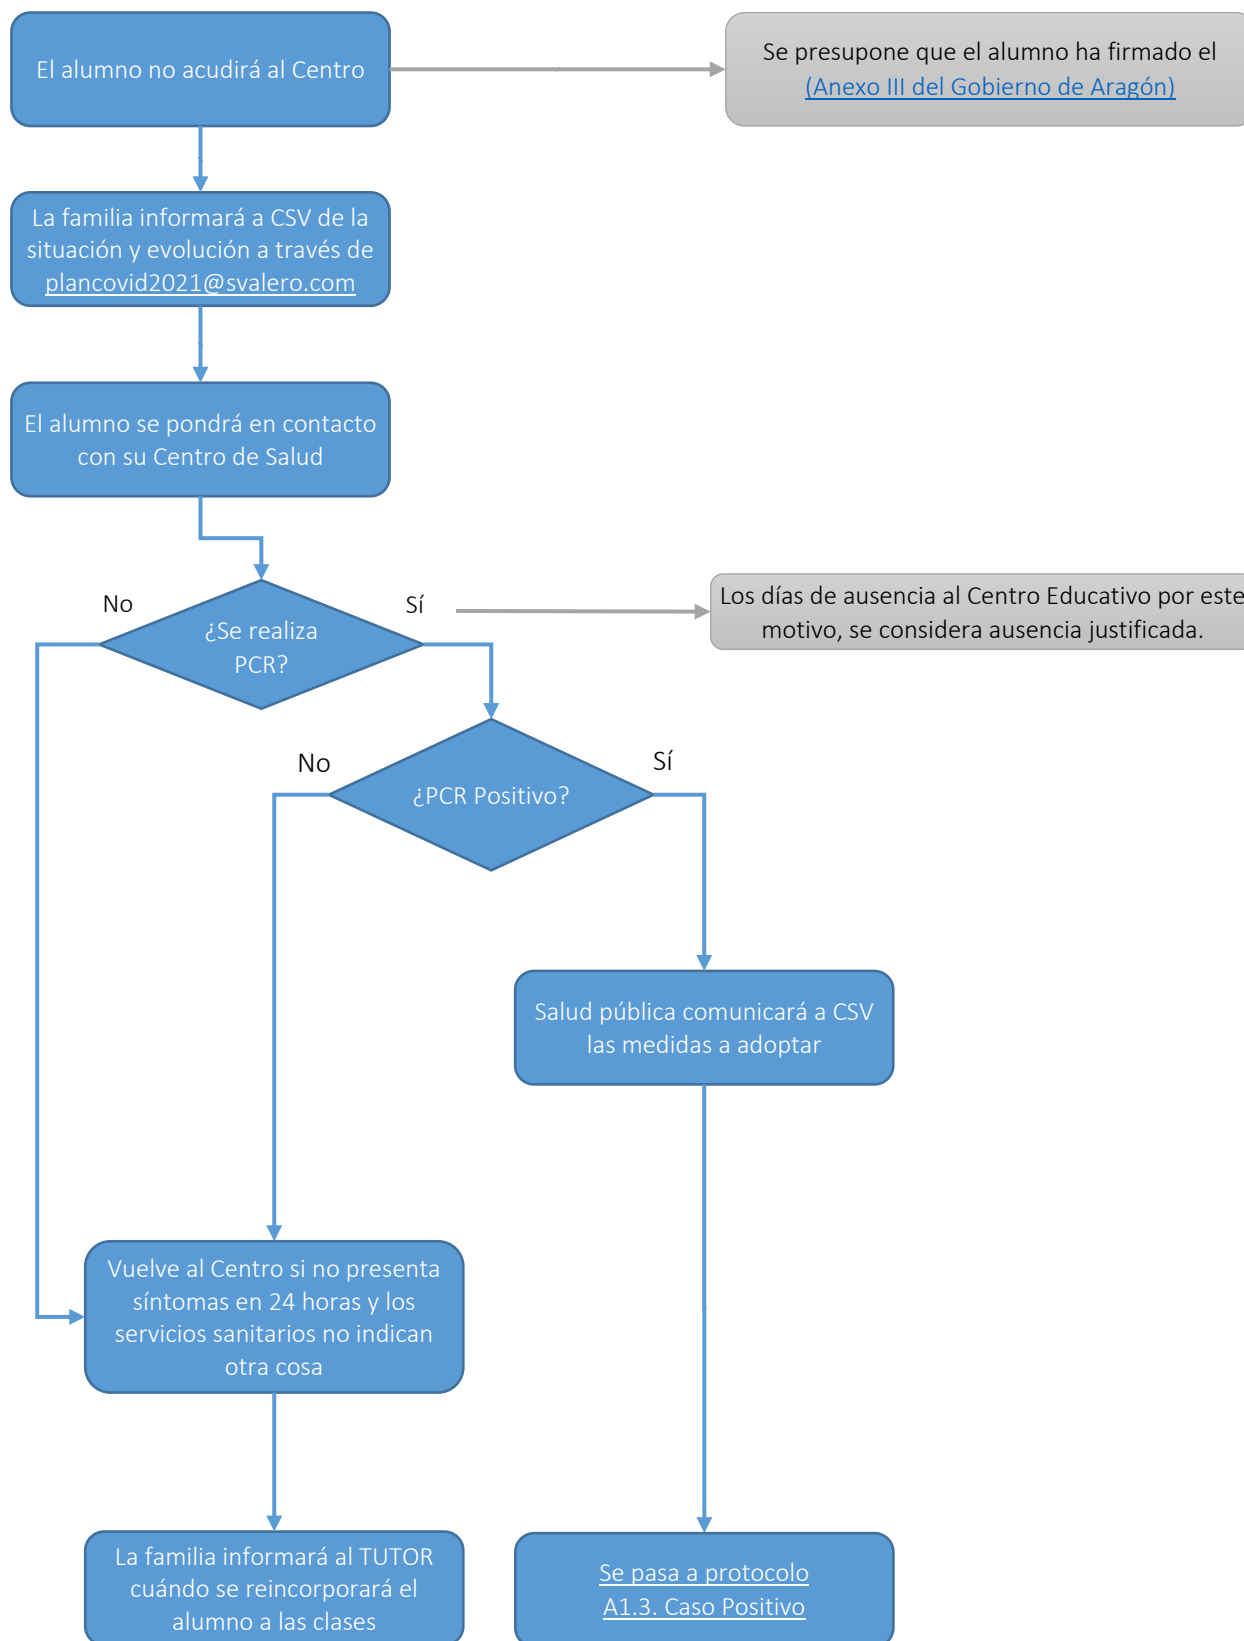 El alumno no acudirá al Centro
Se presupone que el alumno ha firmado el
(Anexo III del Gobierno de Aragón)
La familia informará a CSV de la
situación y evolución a través de
plancovid2021@svalero.com
El alumno se pondrá en contacto
con su Centro de Salud
No
Sí
¿Se realiza
PCR?
Los días de ausencia al Centro Educativo por este
motivo, se considera ausencia justificada.
No
Sí
¿PCR Positivo?
Salud pública comunicará a CSV
las medidas a adoptar
Vuelve al Centro si no presenta
síntomas en 24 horas y los
servicios sanitarios no indican
otra cosa
La familia informará al TUTOR
cuándo se reincorporará el
alumno a las clases
Se pasa a protocolo
A1.3. Caso Positivo